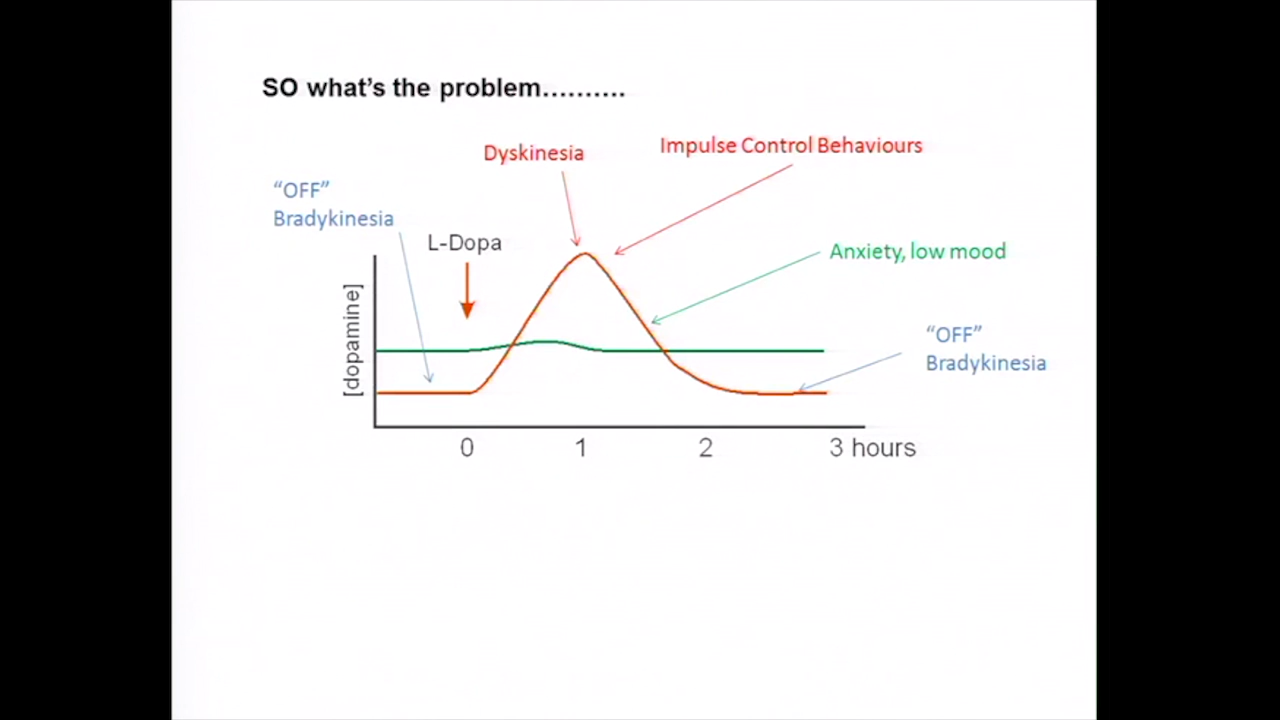 SO what's the problem..........
Dyskinesia
Impulse Control Behaviours
"OFF"
Bradykinesia
L-Dopa
Anxiety, low mood
[dopamine]
"OFF"
Bradykinesia
0 1 2 3 hours